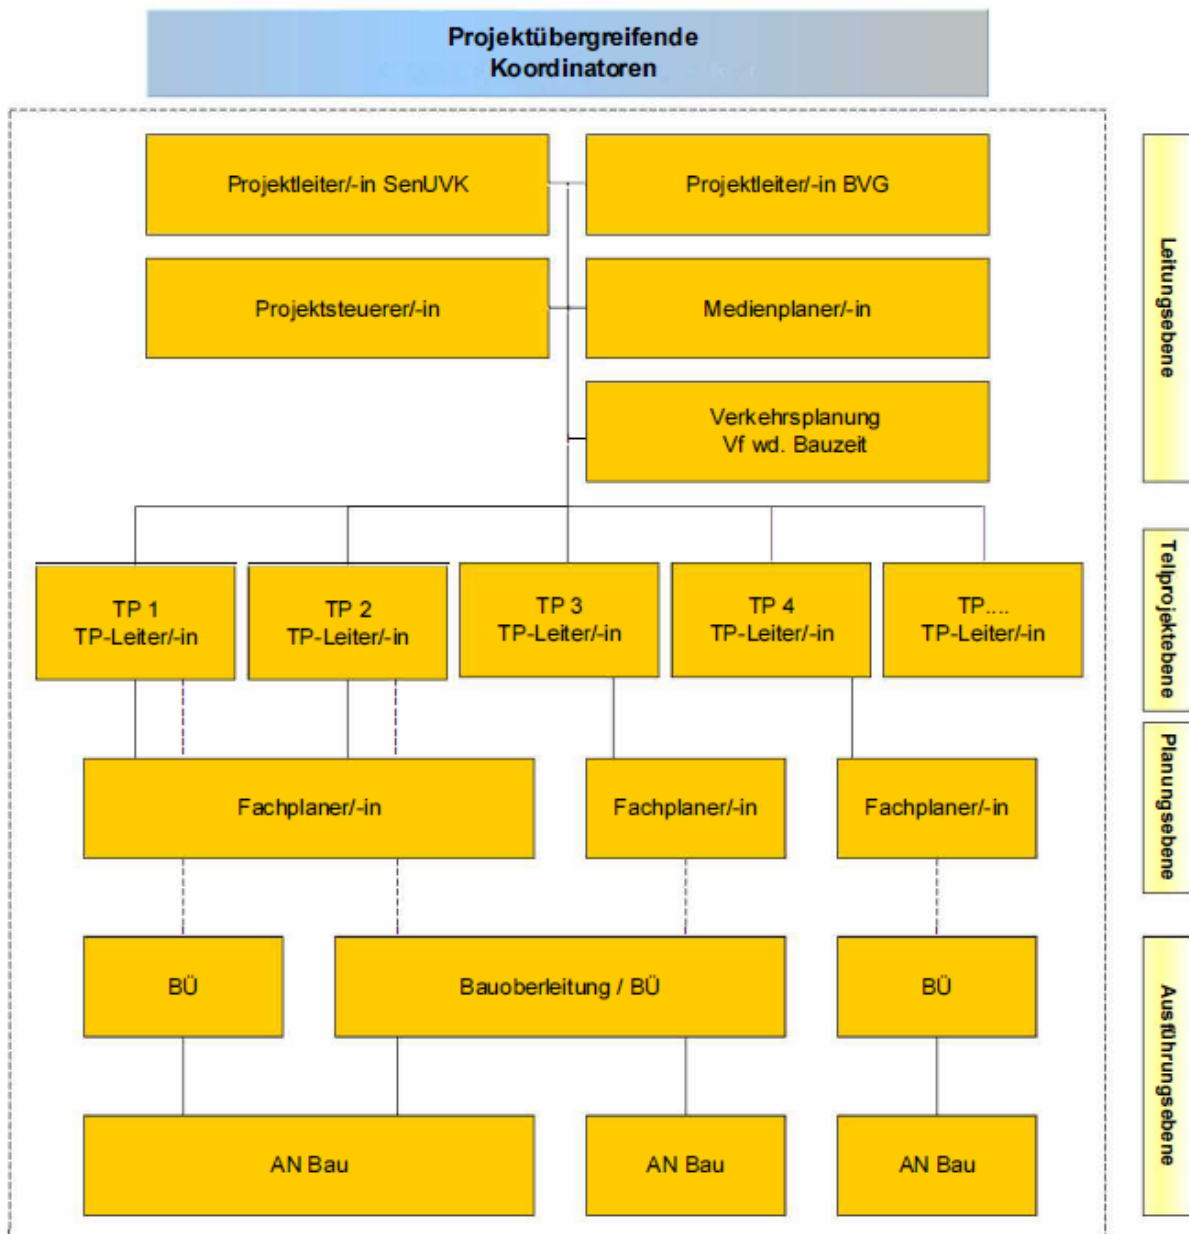 Projektübergreifende
Koordinatoren
Projektleiter/-in SenUVK
Projektleiter/-in BVG
Projektsteuerer/-in
Medienplaner/-in
Verkehrsplanung
Vf wd. Bauzeit
Leitungsebene
TP 1
TP-Leiter/-in
TP 2
TP-Leiter/-in
TP 3
TP-Leiter/-in
TP 4
TP-Leiter/-in
TP....
TP-Leiter/-in
Teilprojektebene
Fachplaner/-in
Fachplaner/-in
Fachplaner/-in
Planungsebene
BÜ
Bauoberleitung / BÜ
BÜ
AN Bau
AN Bau
AN Bau
Ausführungsebene